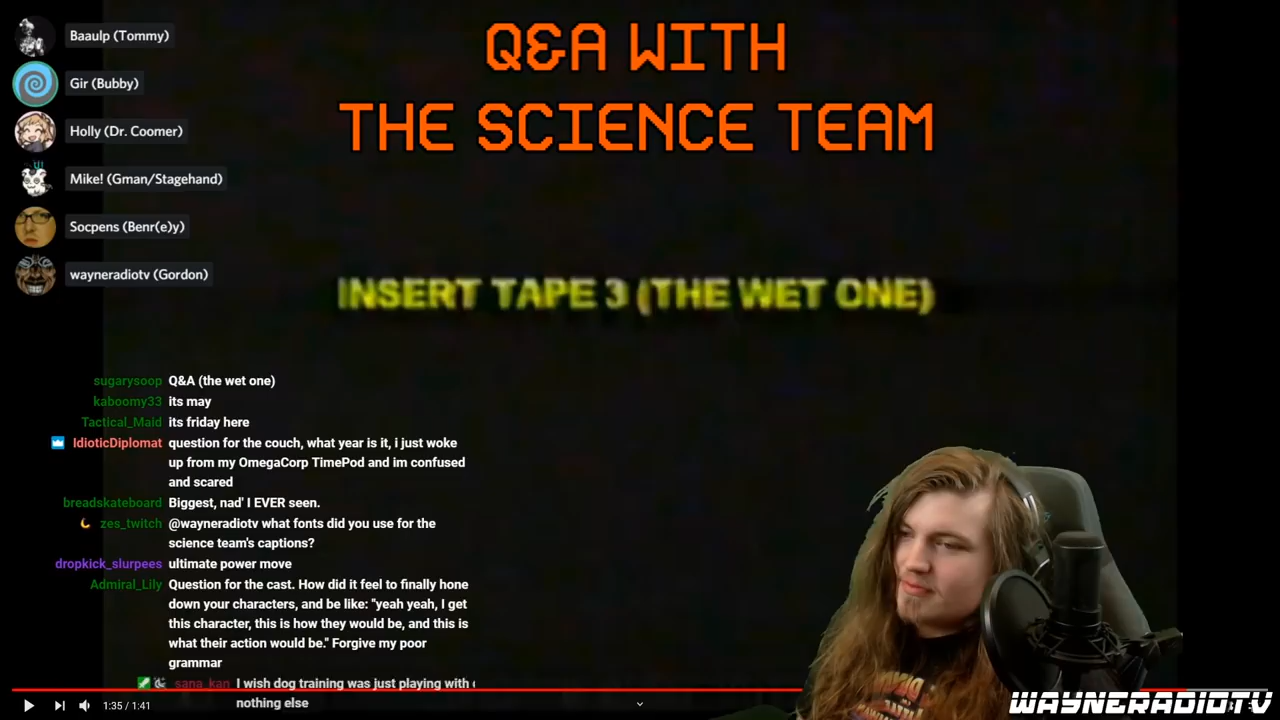 Q&A WITH
THE SCIENCE TEAM
Baaulp (Tommy)
Gir (Bubby)
Holly (Dr. Coomer)
Mike! (Gman/Stagehand)
Socpens (Benr(e)y)
wayneradiotv (Gordon)
INSERT TAPE 3 (THE WET ONE)
sugarysoop Q&A (the wet one)
kaboomy33 its may
Tactical_Maid its friday here
IdioticDiplomat question for the couch, what year is it, i just woke
up from my OmegaCorp TimePod and im confused
and scared
breadskateboard Biggest, nad' I EVER seen.
zes_twitch @wayneradiotv what fonts did you use for the
science team's captions?
dropkick_slurpees ultimate power move
Admiral_Lily Question for the cast. How did it feel to finally hone
down your characters, and be like: "yeah yeah, I get
this character, this is how they would be, and this is
what their action would be." Forgive my poor
grammar
sana_kan I wish dog training was just playing with
nothing else
1:35 / 1:41
WAYNERADIOTV